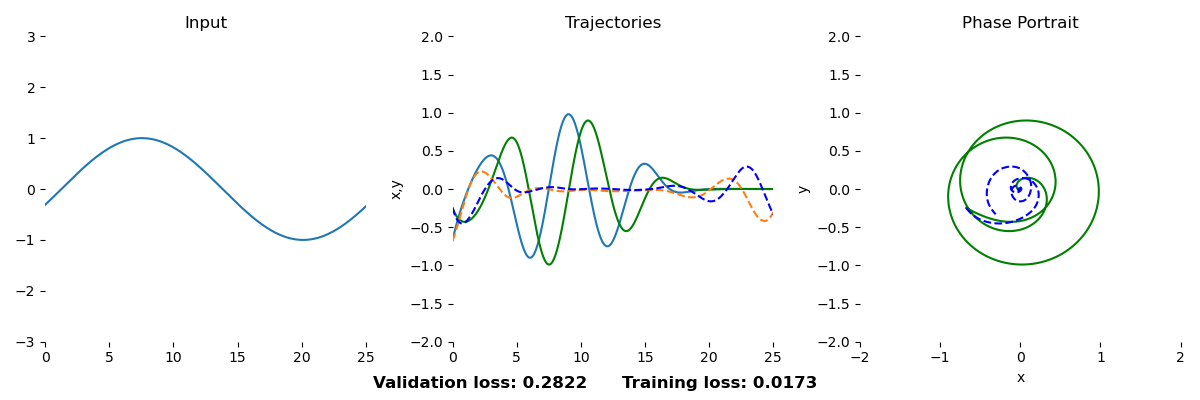 Input
3
2
1
0
−1
−2
−3
0 5 10 15 20 25
Trajectories
x,y
2.0
1.5
1.0
0.5
0.0
−0.5
−1.0
−1.5
−2.0
0 5 10 15 20 25
Phase Portrait
y
2.0
1.5
1.0
0.5
0.0
−0.5
−1.0
−1.5
−2.0
−2 −1 0 1 2
x
Validation loss: 0.2822 Training loss: 0.0173